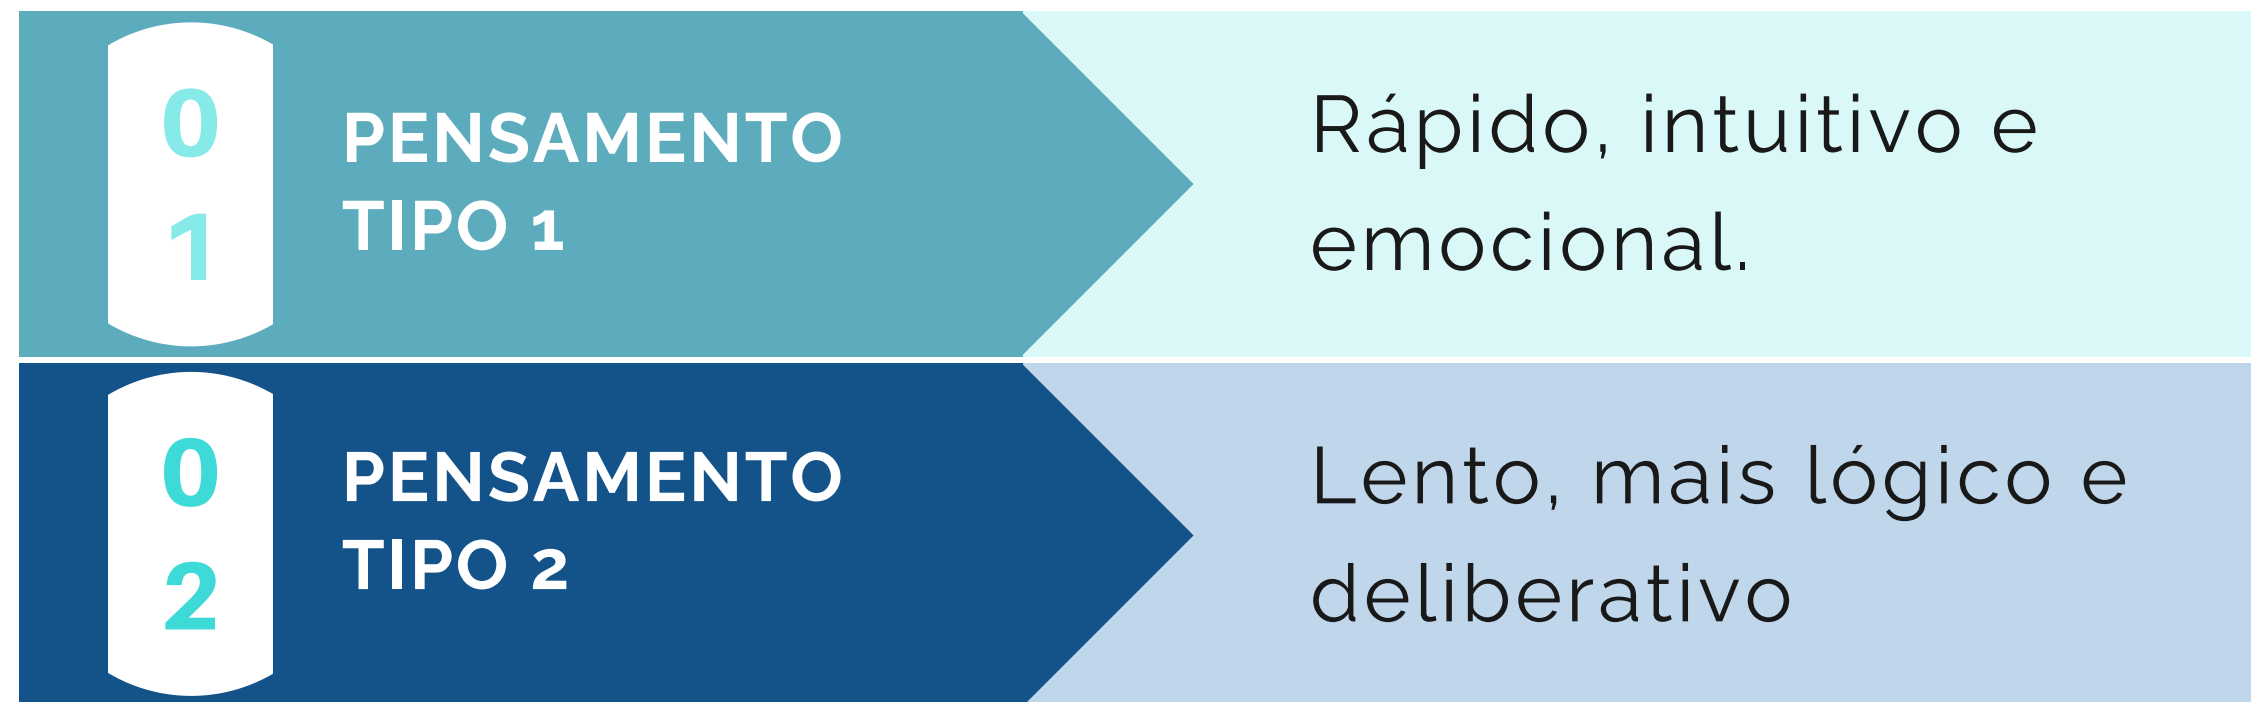 0
1
PENSAMENTO
TIPO 1
Rápido, intuitivo e
emocional.
0
2
PENSAMENTO
TIPO 2
Lento, mais lógico e
deliberativo